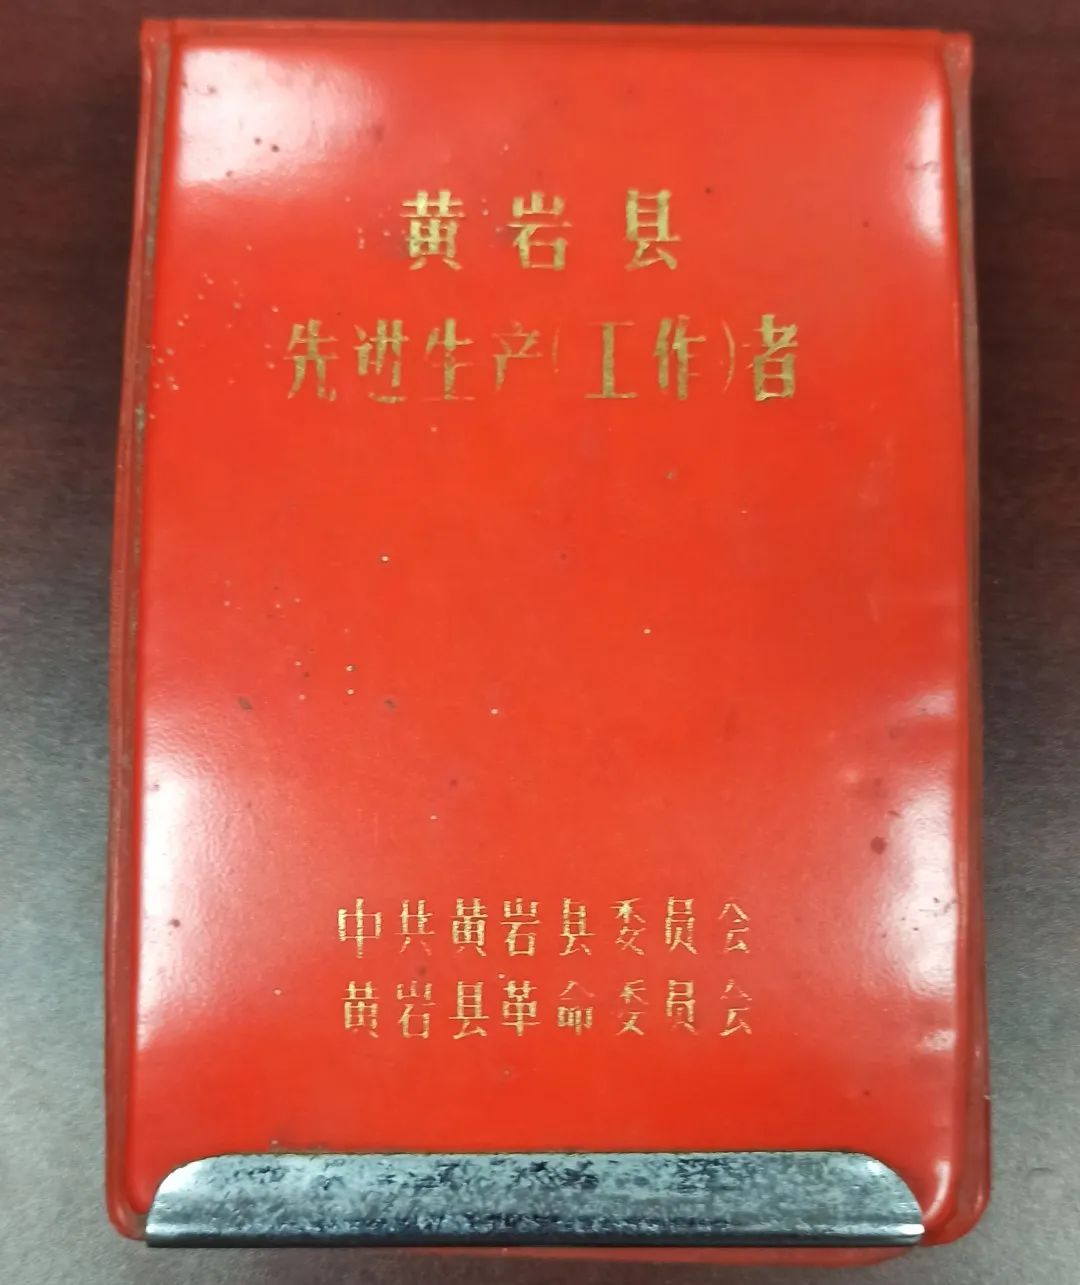 黄岩县
先进生产(工作)者
中共黄岩县委员会
黄岩县革命委员会